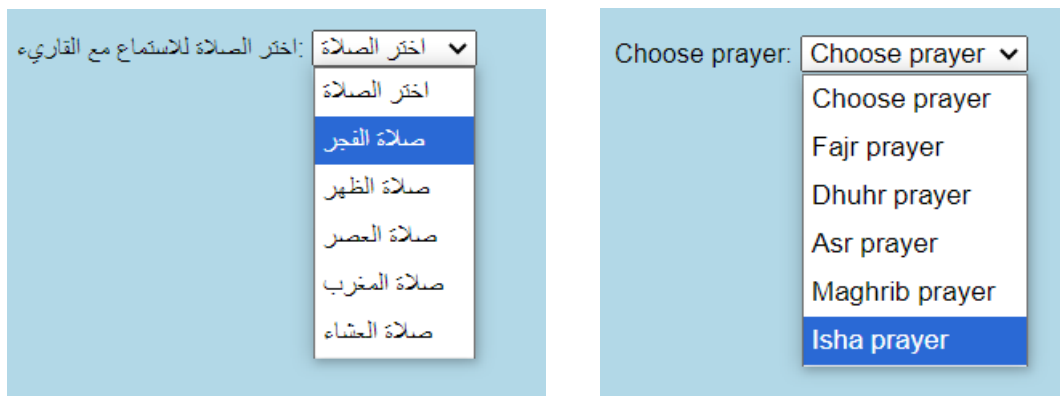 اختر الصلاة للاستماع مع القاريء: اختر الصلاة
اختر الصلاة
صلاة الفجر
صلاة الظهر
صلاة العصر
صلاة المغرب
صلاة العشاء
Choose prayer: Choose prayer
Choose prayer
Fajr prayer
Dhuhr prayer
Asr prayer
Maghrib prayer
Isha prayer